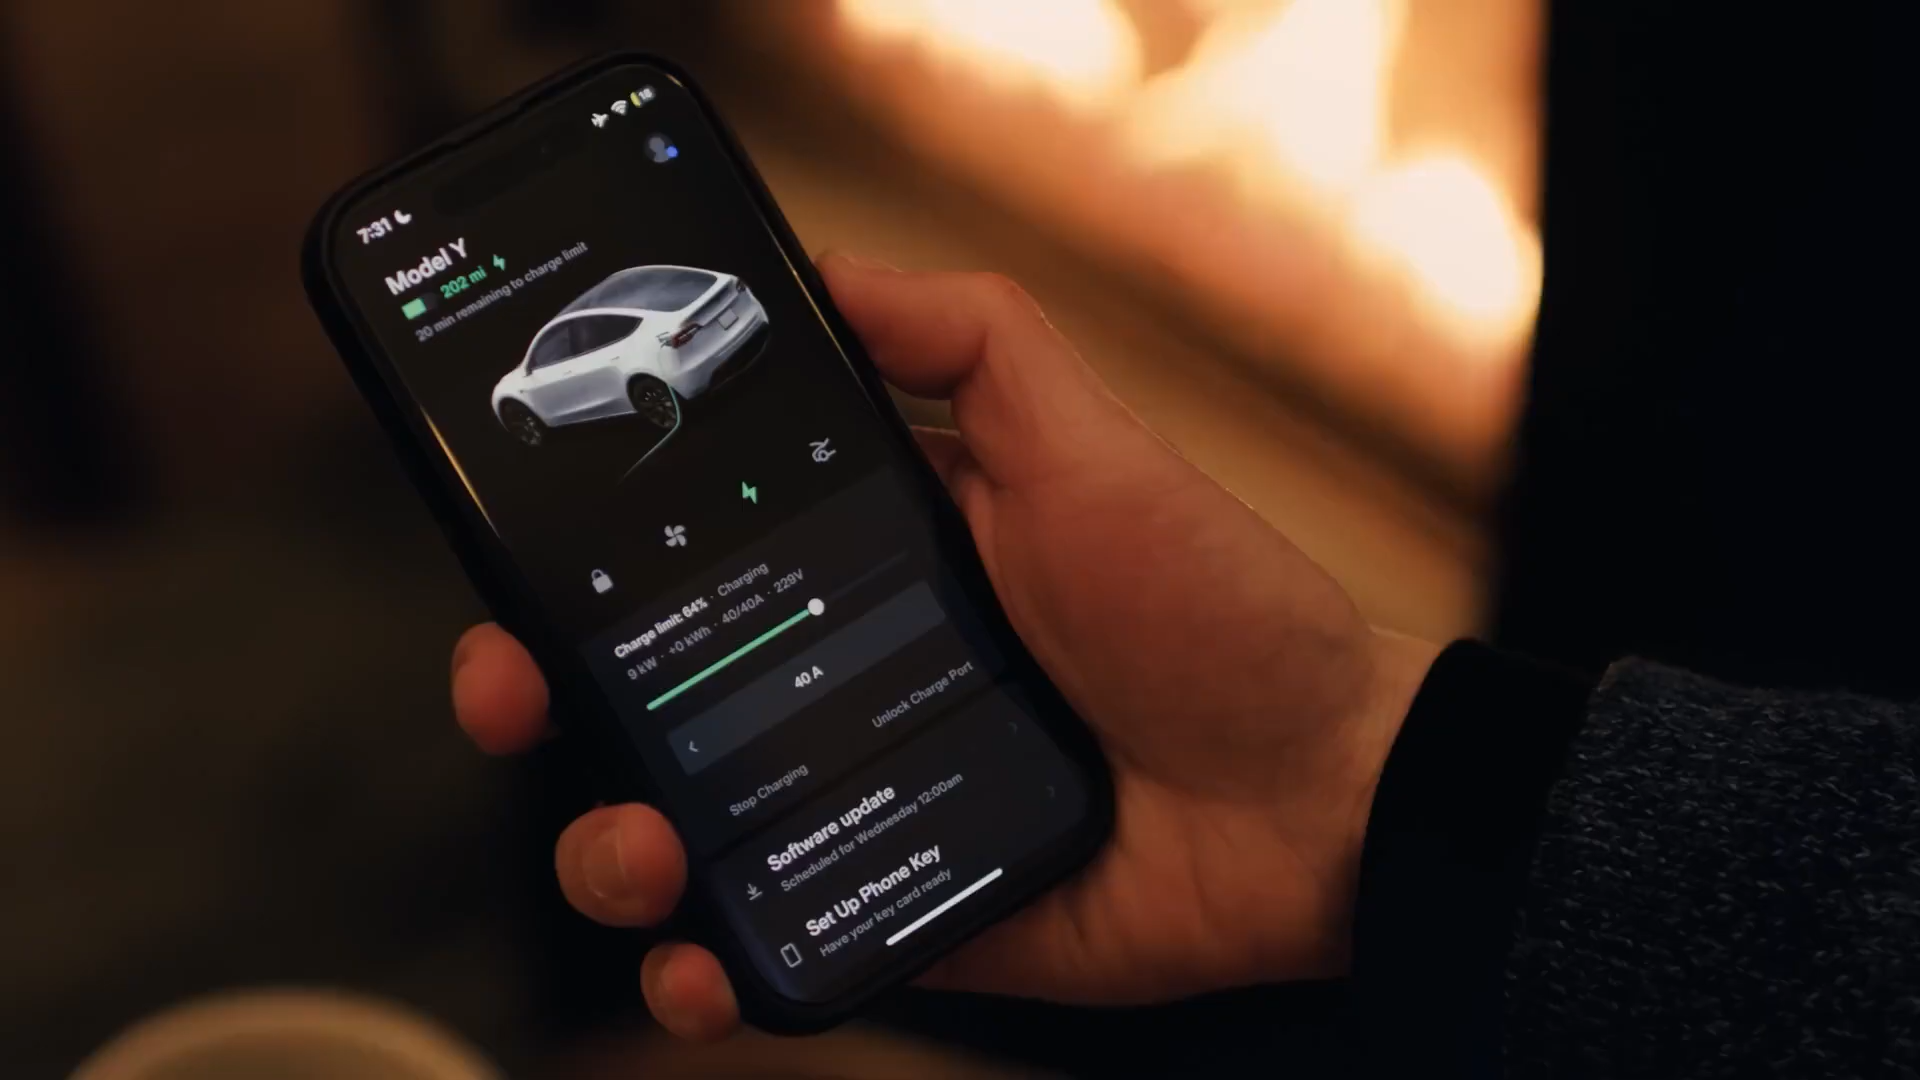 7:31
18
Model Y
202 mi
20 min remaining to charge limit
Charge limit: 64% · Charging
9 kW · +0 kWh · 40/40A · 229V
40 A
Unlock Charge Port
Stop Charging
Software update
Scheduled for Wednesday 12:00am
Set Up Phone Key
Have your key card ready